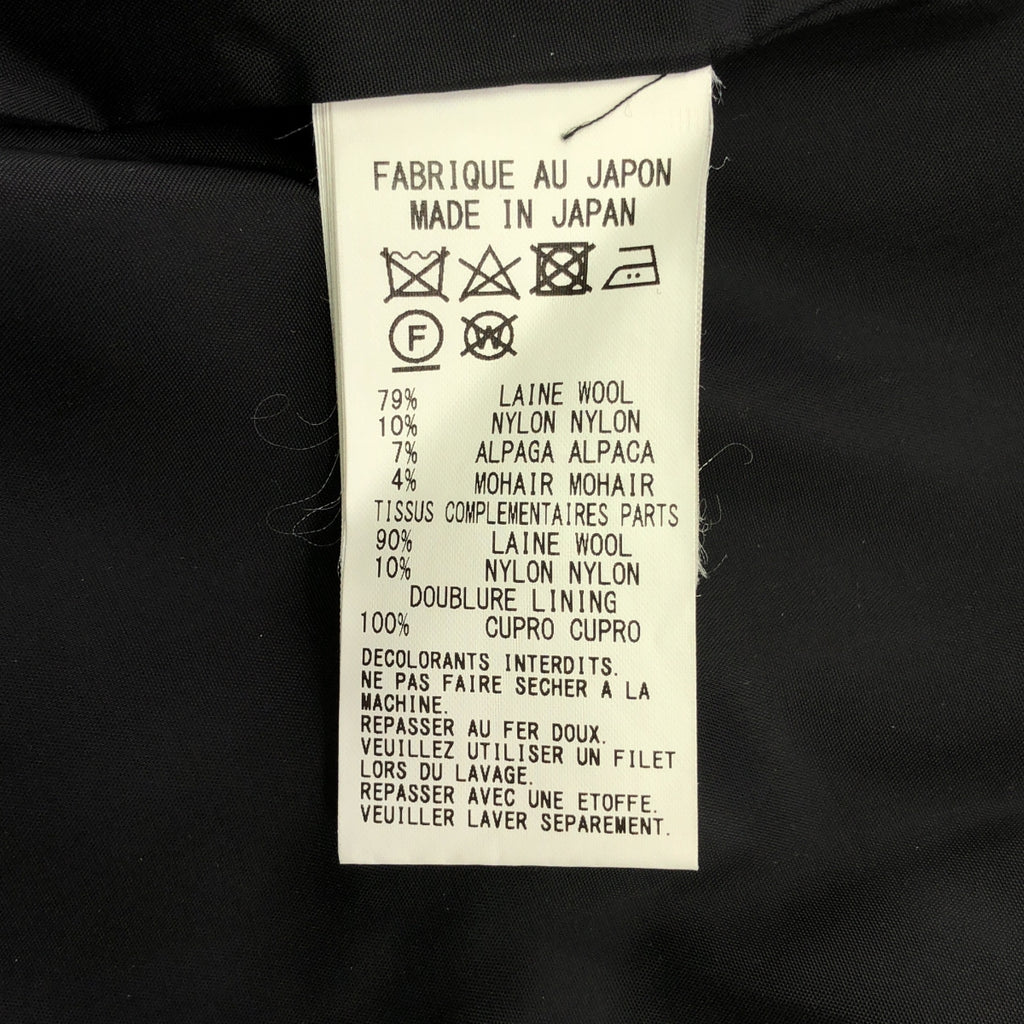 FABRIQUE AU JAPON
MADE IN JAPAN
F W
79% LAINE WOOL
10% NYLON NYLON
7% ALPAGA ALPACA
4% MOHAIR MOHAIR
TISSUS COMPLEMENTAIRES PARTS
90% LAINE WOOL
10% NYLON NYLON
DOUBLURE LINING
100% CUPRO CUPRO
DECOLORANTS INTERDITS.
NE PAS FAIRE SECHER A LA
MACHINE.
REPASSER AU FER DOUX.
VEUILLEZ UTILISER UN FILET
LORS DU LAVAGE.
REPASSER AVEC UNE ETOFFE.
VEUILLER LAVER SEPAREMENT.